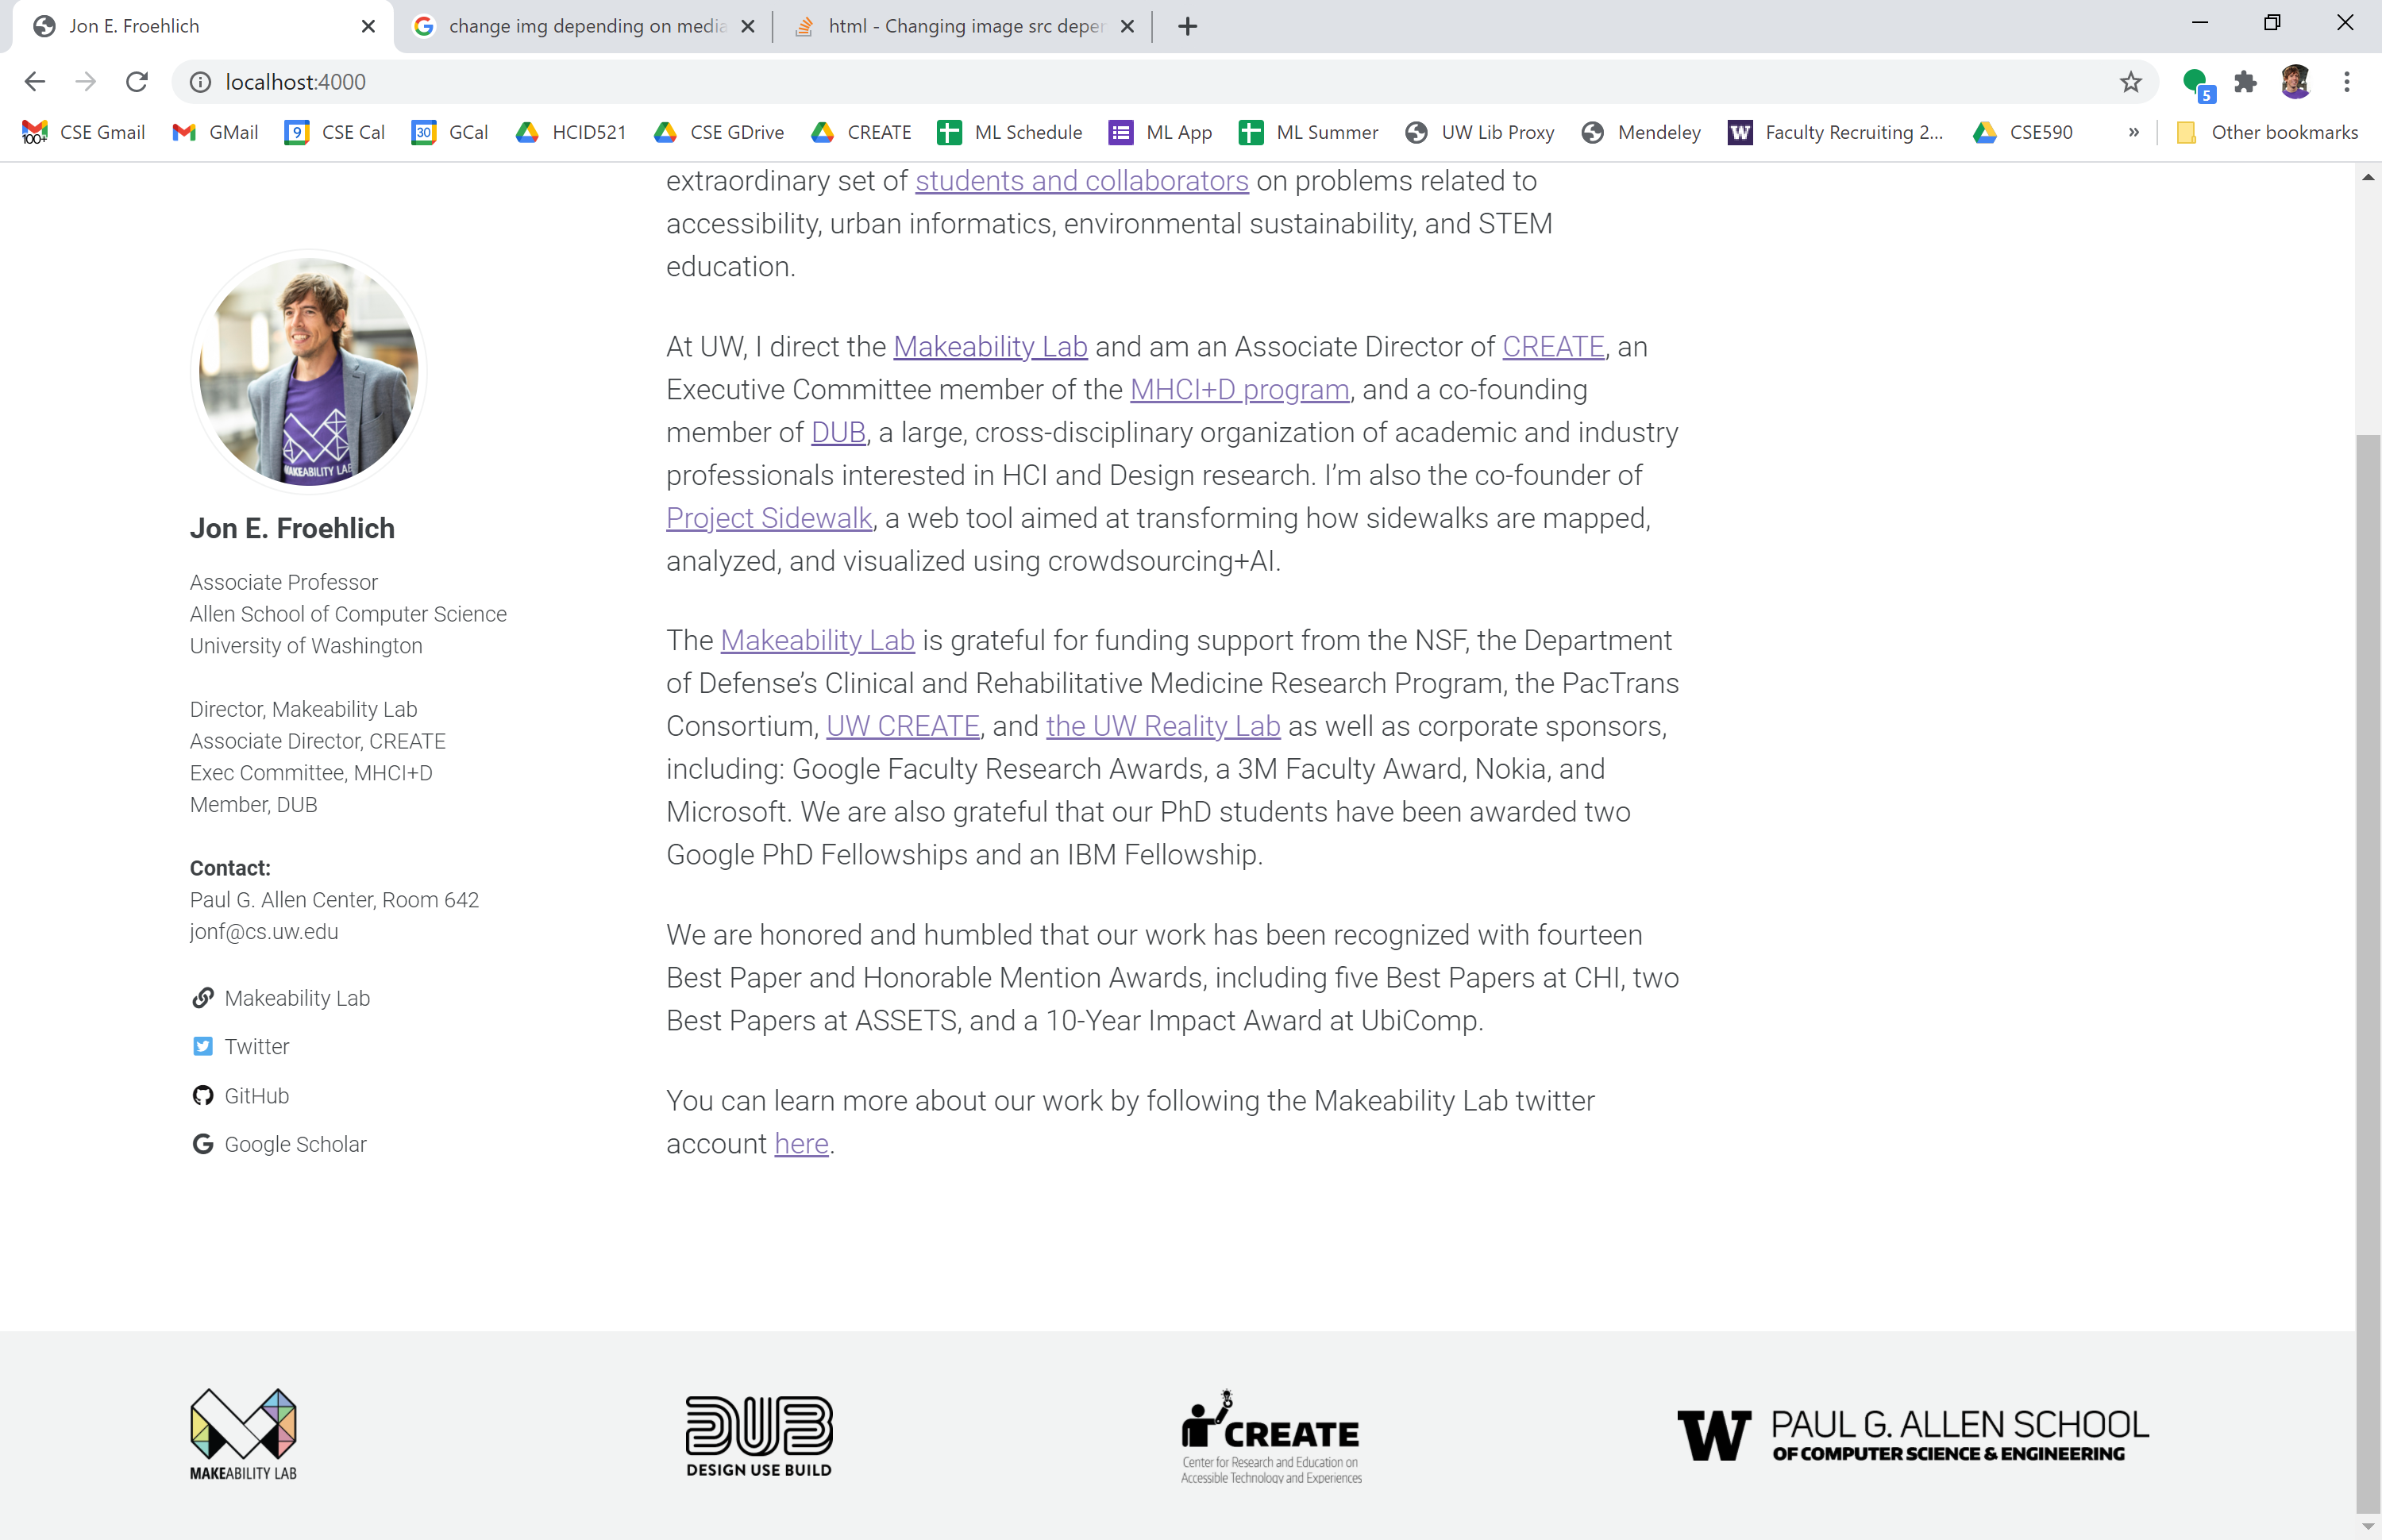 Jon E. Froehlich
change img depending on media
html - Changing image src deper
localhost:4000
5
100+
CSE Gmail
GMail
9
CSE Cal
30
GCal
HCID521
CSE GDrive
CREATE
ML Schedule
ML App
ML Summer
UW Lib Proxy
Mendeley
W
Faculty Recruiting 2...
CSE590
»
Other bookmarks
MAKEABILITY LAB
Jon E. Froehlich
Associate Professor
Allen School of Computer Science
University of Washington
Director, Makeability Lab
Associate Director, CREATE
Exec Committee, MHCI+D
Member, DUB
Contact:
Paul G. Allen Center, Room 642
jonf@cs.uw.edu
Makeability Lab
Twitter
GitHub
Google Scholar
extraordinary set of students and collaborators on problems related to
accessibility, urban informatics, environmental sustainability, and STEM
education.
At UW, I direct the Makeability Lab and am an Associate Director of CREATE, an
Executive Committee member of the MHCI+D program, and a co-founding
member of DUB, a large, cross-disciplinary organization of academic and industry
professionals interested in HCI and Design research. I’m also the co-founder of
Project Sidewalk, a web tool aimed at transforming how sidewalks are mapped,
analyzed, and visualized using crowdsourcing+AI.
The Makeability Lab is grateful for funding support from the NSF, the Department
of Defense’s Clinical and Rehabilitative Medicine Research Program, the PacTrans
Consortium, UW CREATE, and the UW Reality Lab as well as corporate sponsors,
including: Google Faculty Research Awards, a 3M Faculty Award, Nokia, and
Microsoft. We are also grateful that our PhD students have been awarded two
Google PhD Fellowships and an IBM Fellowship.
We are honored and humbled that our work has been recognized with fourteen
Best Paper and Honorable Mention Awards, including five Best Papers at CHI, two
Best Papers at ASSETS, and a 10-Year Impact Award at UbiComp.
You can learn more about our work by following the Makeability Lab twitter
account here.
MAKEABILITY LAB
DUB
DESIGN USE BUILD
CREATE
Center for Research and Education on
Accessible Technology and Experiences
W PAUL G. ALLEN SCHOOL
OF COMPUTER SCIENCE & ENGINEERING